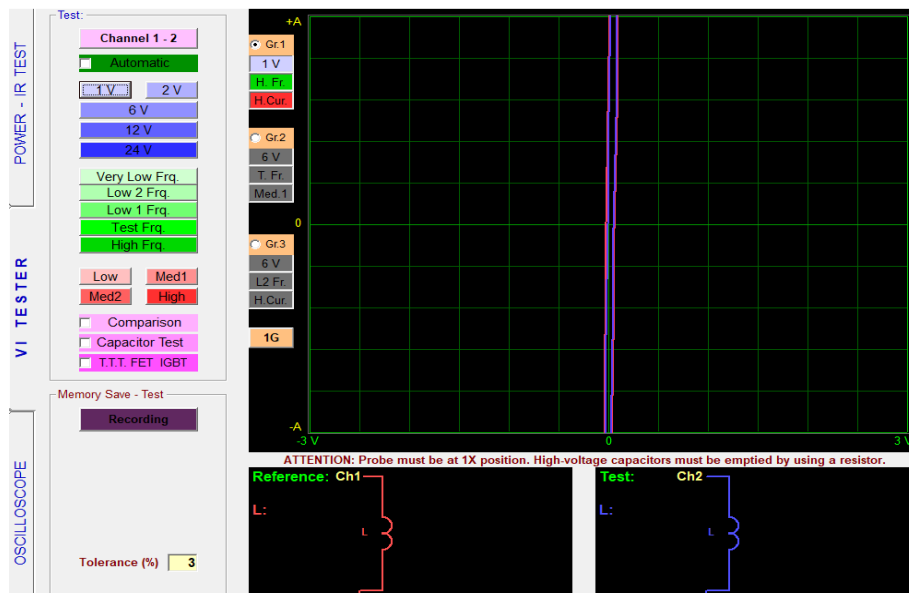 POWER - IR TEST
VI TESTER
OSCILLOSCOPE
Test:
Channel 1 - 2
Automatic
1 V
2 V
6 V
12 V
24 V
Very Low Frq.
Low 2 Frq.
Low 1 Frq.
Test Frq.
High Frq.
Low
Med1
Med2
High
Comparison
Capacitor Test
T.T.T. FET IGBT
Memory Save - Test
Recording
Tolerance (%) 3
Gr.1
1 V
H. Fr.
H.Cur.
Gr.2
6 V
T. Fr.
Med.1
Gr.3
6 V
L2 Fr.
H.Cur.
1G
+A
0
-A
-3 V 0 3 V
ATTENTION: Probe must be at 1X position. High-voltage capacitors must be emptied by using a resistor.
Reference: Ch1
L:
L
Test: Ch2
L:
L